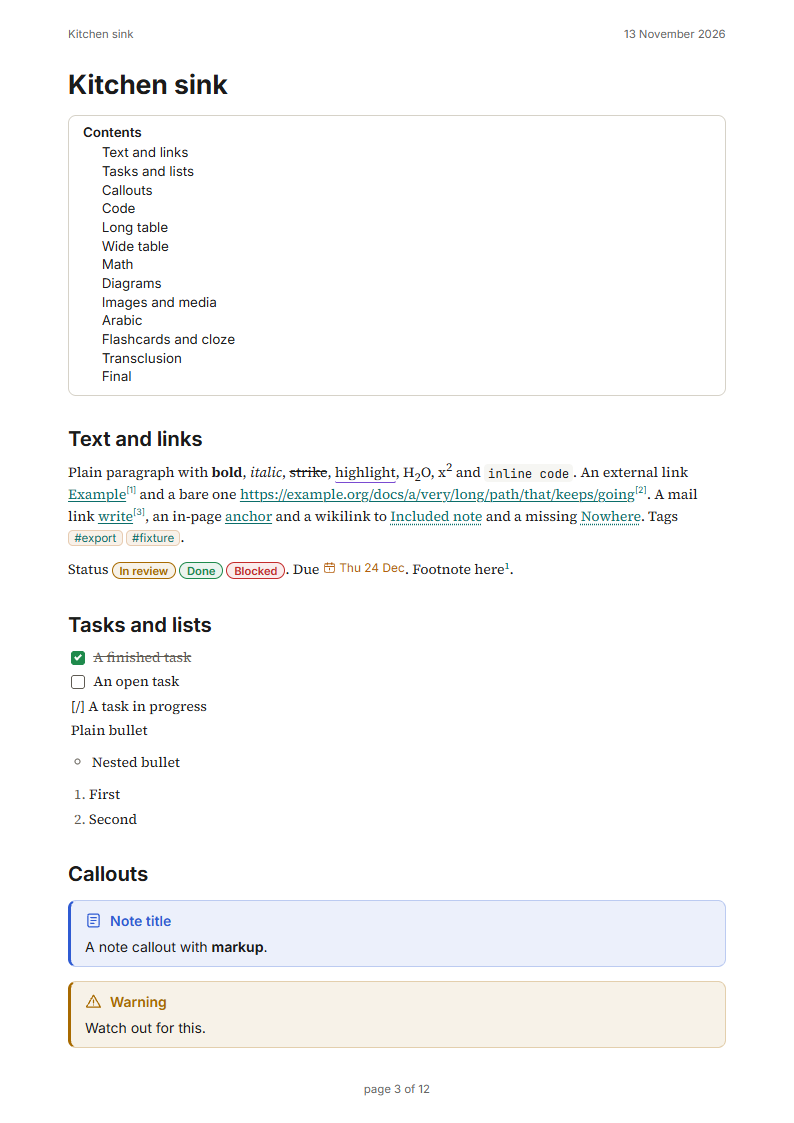 Kitchen sink
13 November 2026
Kitchen sink
Contents
Text and links
Tasks and lists
Callouts
Code
Long table
Wide table
Math
Diagrams
Images and media
Arabic
Flashcards and cloze
Transclusion
Final
Text and links
Plain paragraph with bold, italic, strike, highlight, H₂O, x² and inline code. An external link
Example[1] and a bare one https://example.org/docs/a/very/long/path/that/keeps/going[2]. A mail
link write[3], an in-page anchor and a wikilink to Included note and a missing Nowhere. Tags
#export #fixture.
Status In review Done Blocked. Due Thu 24 Dec. Footnote here¹.
Tasks and lists
A finished task
An open task
[/] A task in progress
Plain bullet
Nested bullet
1. First
2. Second
Callouts
Note title
A note callout with markup.
Warning
Watch out for this.
page 3 of 12